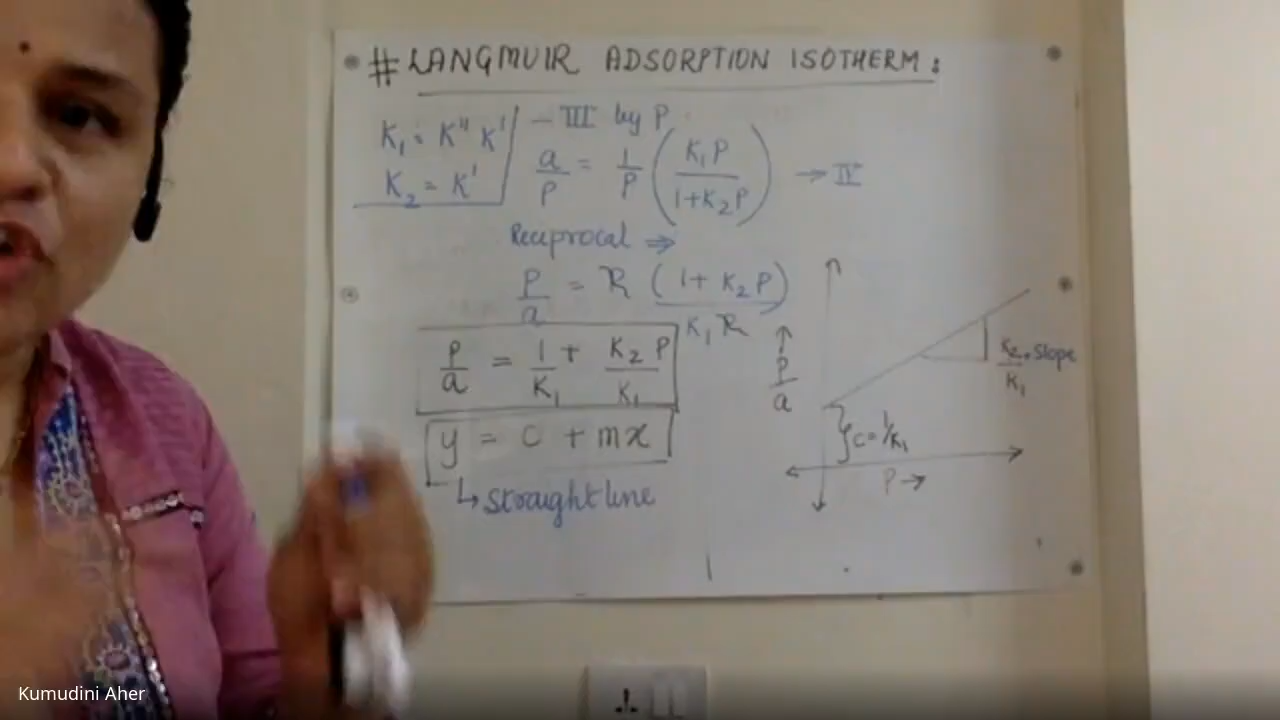 # LANGMUIR ADSORPTION ISOTHERM :
K₁ = K" K'
K₂ = K'
– III by P
a/P = 1/P ( K₁P / 1+K₂P ) → IV
Reciprocal ⇒
P/a = P ( 1 + K₂ P ) / K₁ P
P/a = 1/K₁ + K₂ P / K₁
y = c + mx
↳ straight line
↑ P/a
K₂/K₁ = Slope
c = 1/K₁
P →
Kumudini Aher